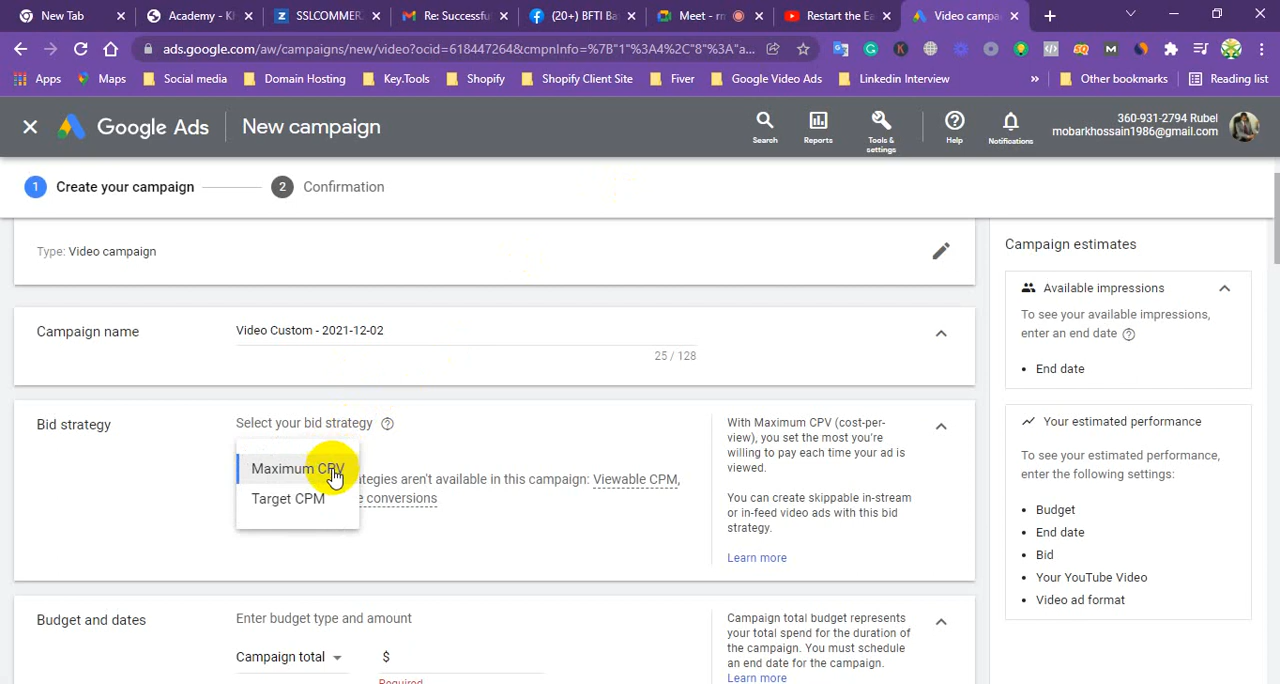 New Tab
Academy - Kh
SSLCOMMER
Re: Successfu
(20+) BFTI Ba
Meet - rm
Restart the Ea
Video campa
ads.google.com/aw/campaigns/new/video?ocid=618447264&cmpnInfo=%7B"1"%3A4%2C"8"%3A"a...
Apps
Maps
Social media
Domain Hosting
Key.Tools
Shopify
Shopify Client Site
Fiver
Google Video Ads
Linkedin Interview
»
Other bookmarks
Reading list
Google Ads
New campaign
Search
Reports
Tools & settings
Help
Notifications
360-931-2794 Rubel
mobarkhossain1986@gmail.com
1 Create your campaign
2 Confirmation
Type: Video campaign
Campaign name
Video Custom - 2021-12-02
25 / 128
Bid strategy
Select your bid strategy
Maximum CPV
Target CPM
tegies aren't available in this campaign: Viewable CPM,
e conversions
With Maximum CPV (cost-per-
view), you set the most you're
willing to pay each time your ad is
viewed.
You can create skippable in-stream
or in-feed video ads with this bid
strategy.
Learn more
Budget and dates
Enter budget type and amount
Campaign total
$
Required
Campaign total budget represents
your total spend for the duration of
the campaign. You must schedule
an end date for the campaign.
Learn more
Campaign estimates
Available impressions
To see your available impressions,
enter an end date
• End date
Your estimated performance
To see your estimated performance,
enter the following settings:
• Budget
• End date
• Bid
• Your YouTube Video
• Video ad format